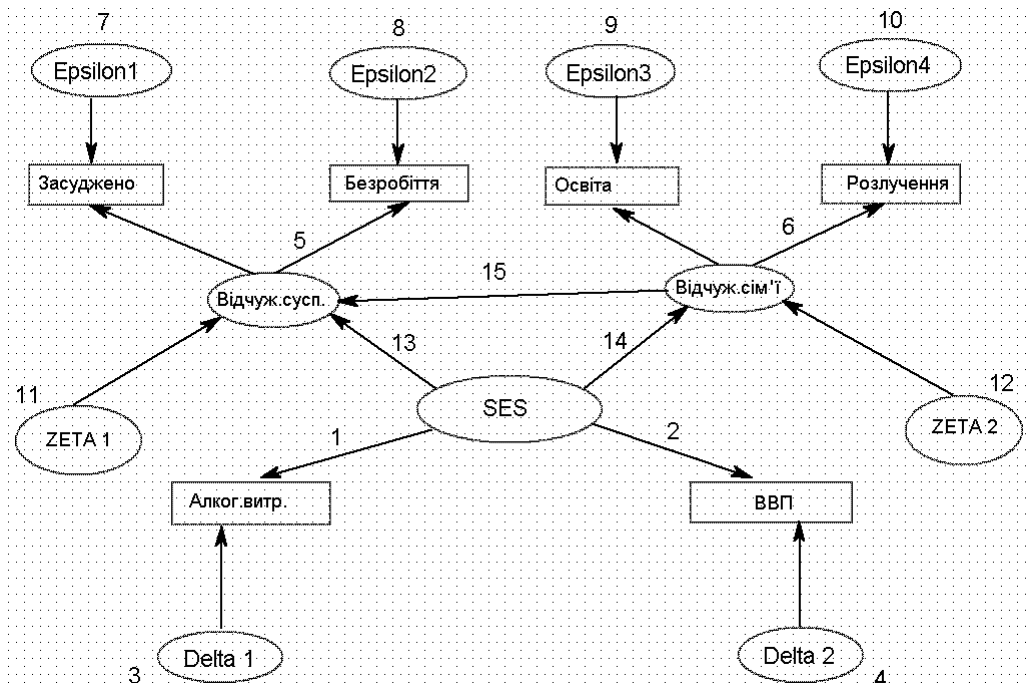 7
8
9
10
Epsilon1
Epsilon2
Epsilon3
Epsilon4
Засуджено
Безробіття
Освіта
Розлучення
5
6
Відчуж.сусп.
15
Відчуж.сім'ї
13
14
11
12
ZETA 1
SES
ZETA 2
1
2
Алког.витр.
ВВП
Delta 1
Delta 2
3
4